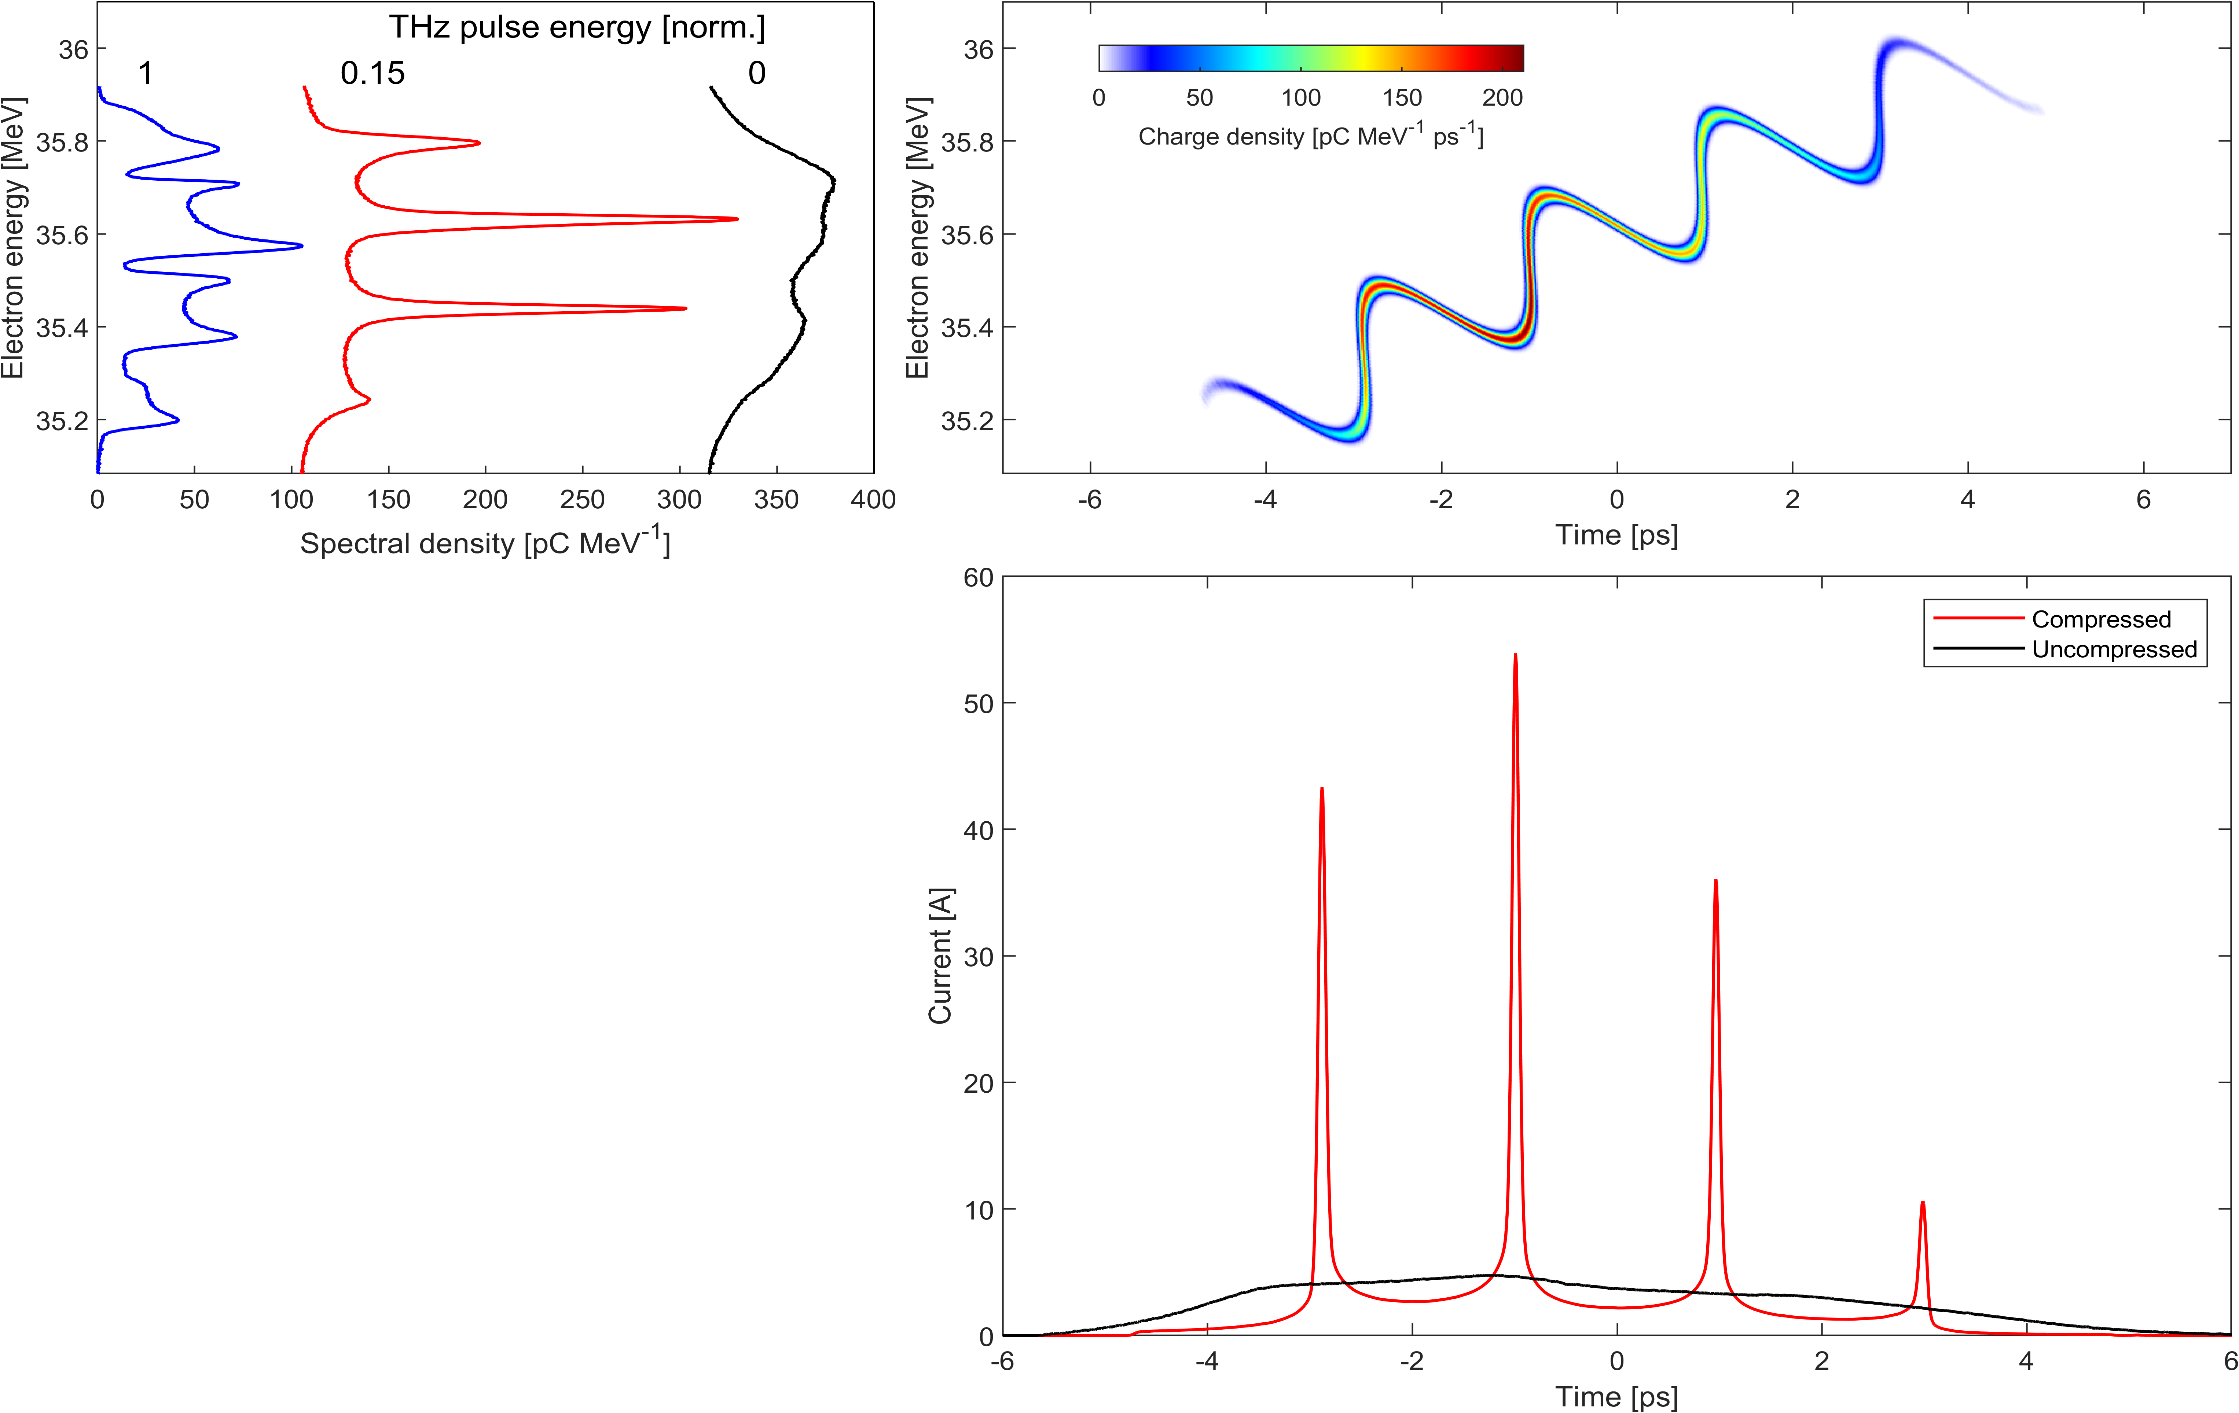 THz pulse energy [norm.]
1 0.15 0
36
35.8
35.6
35.4
35.2
Electron energy [MeV]
0 50 100 150 200 250 300 350 400
Spectral density [pC MeV⁻¹]
36
35.8
35.6
35.4
35.2
Electron energy [MeV]
0 50 100 150 200
Charge density [pC MeV⁻¹ ps⁻¹]
-6 -4 -2 0 2 4 6
Time [ps]
60
50
40
30
20
10
0
Current [A]
Compressed
Uncompressed
-6 -4 -2 0 2 4 6
Time [ps]